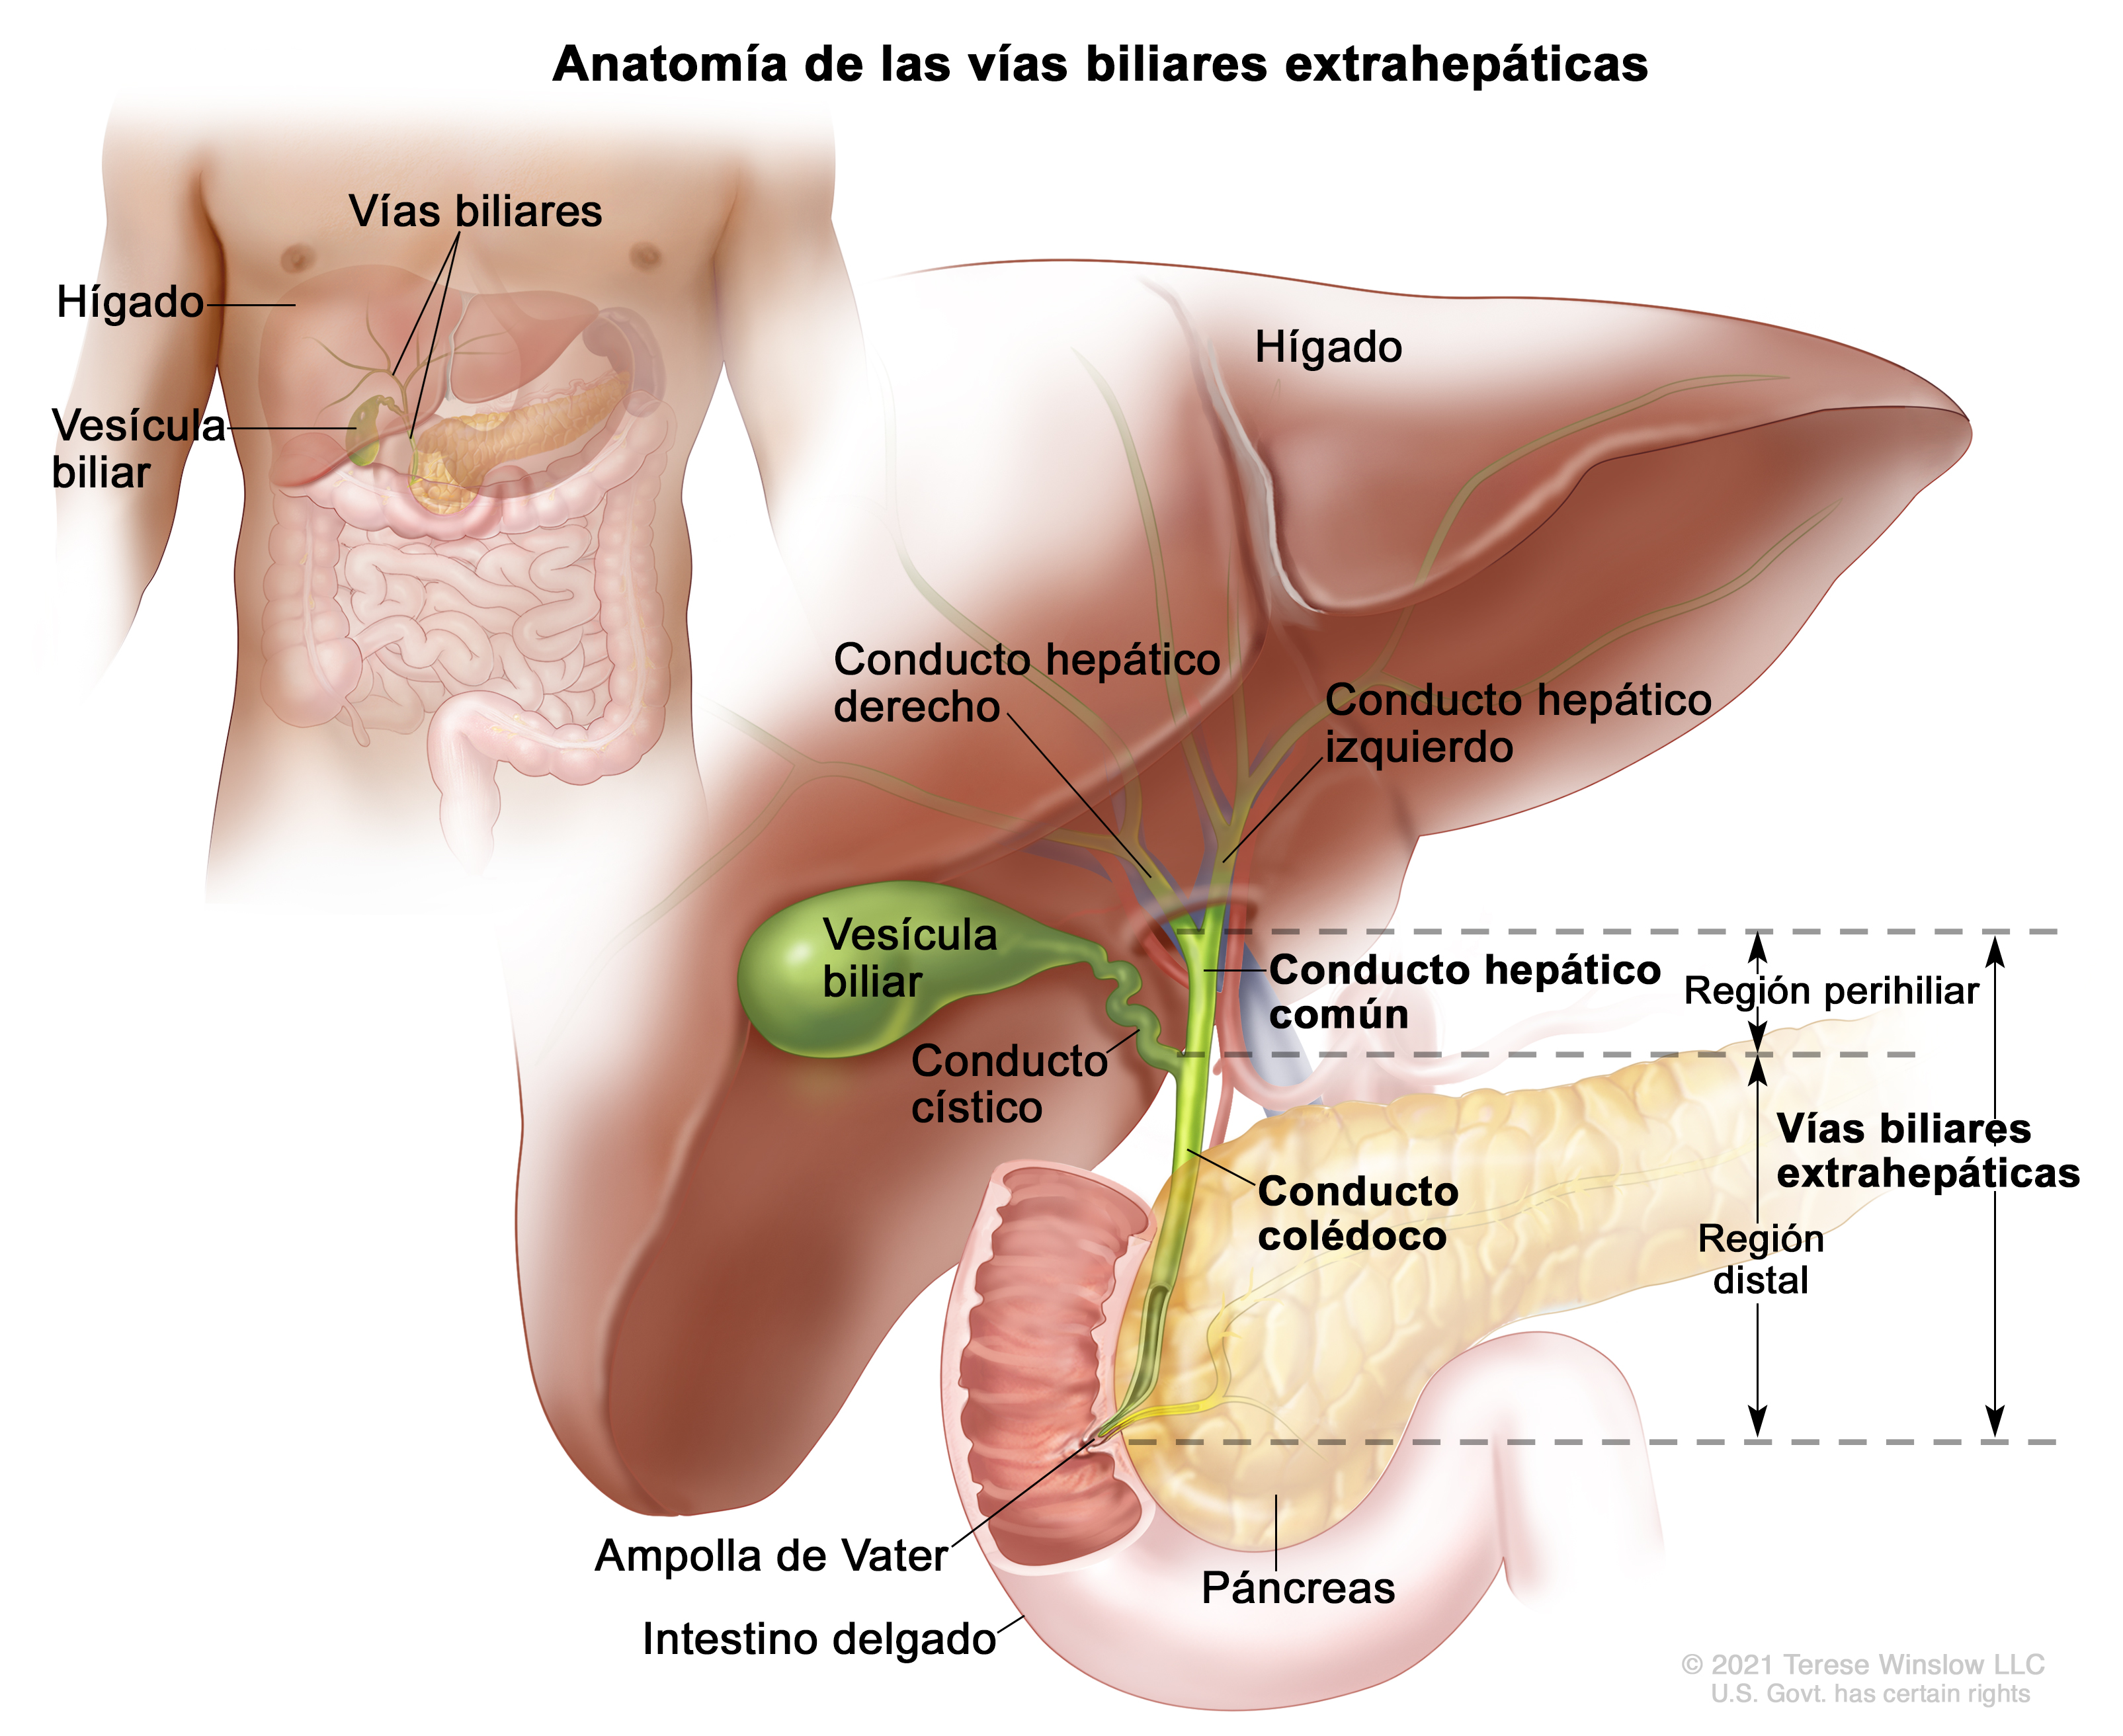 Anatomía de las vías biliares extrahepáticas
Vías biliares
Hígado
Vesícula
biliar
Hígado
Conducto hepático
derecho
Conducto hepático
izquierdo
Vesícula
biliar
Conducto hepático
común
Región perihiliar
Conducto
cístico
Vías biliares
extrahepáticas
Conducto
colédoco
Región
distal
Ampolla de Vater
Páncreas
Intestino delgado
© 2021 Terese Winslow LLC
U.S. Govt. has certain rights